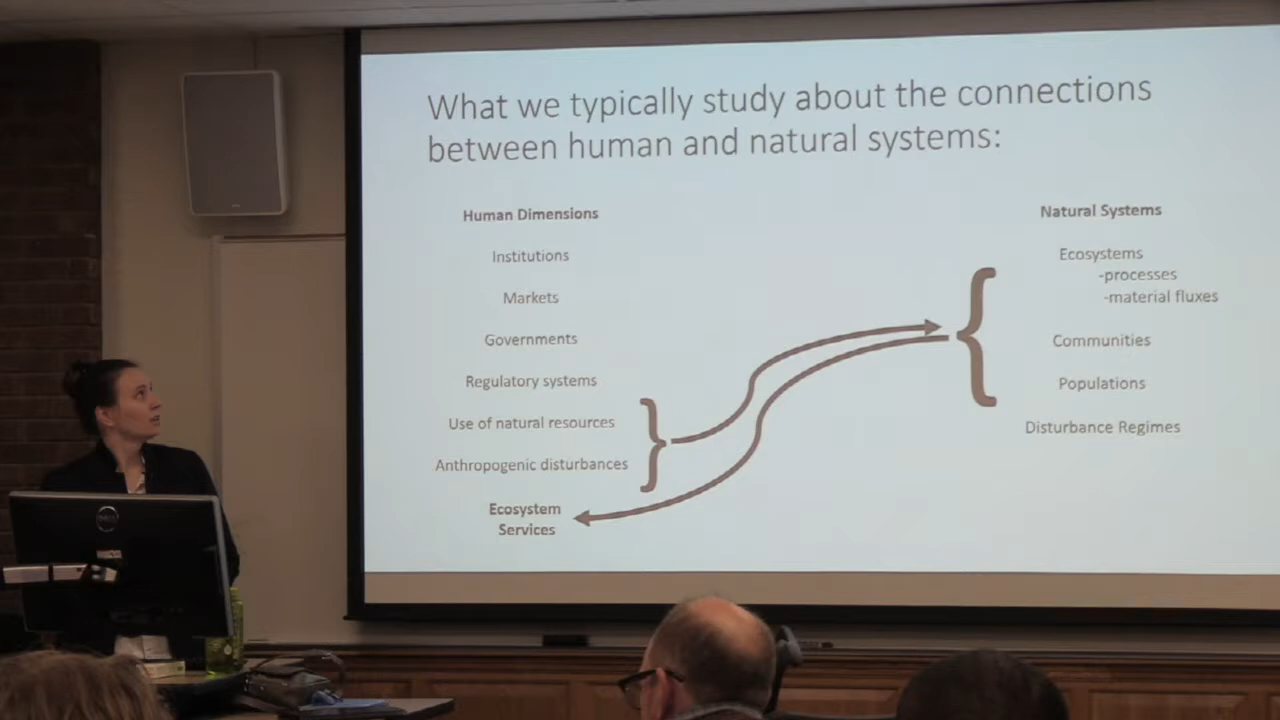 What we typically study about the connections
between human and natural systems:
Human Dimensions
Institutions
Markets
Governments
Regulatory systems
Use of natural resources
Anthropogenic disturbances
Ecosystem
Services
Natural Systems
Ecosystems
-processes
-material fluxes
Communities
Populations
Disturbance Regimes
DELL